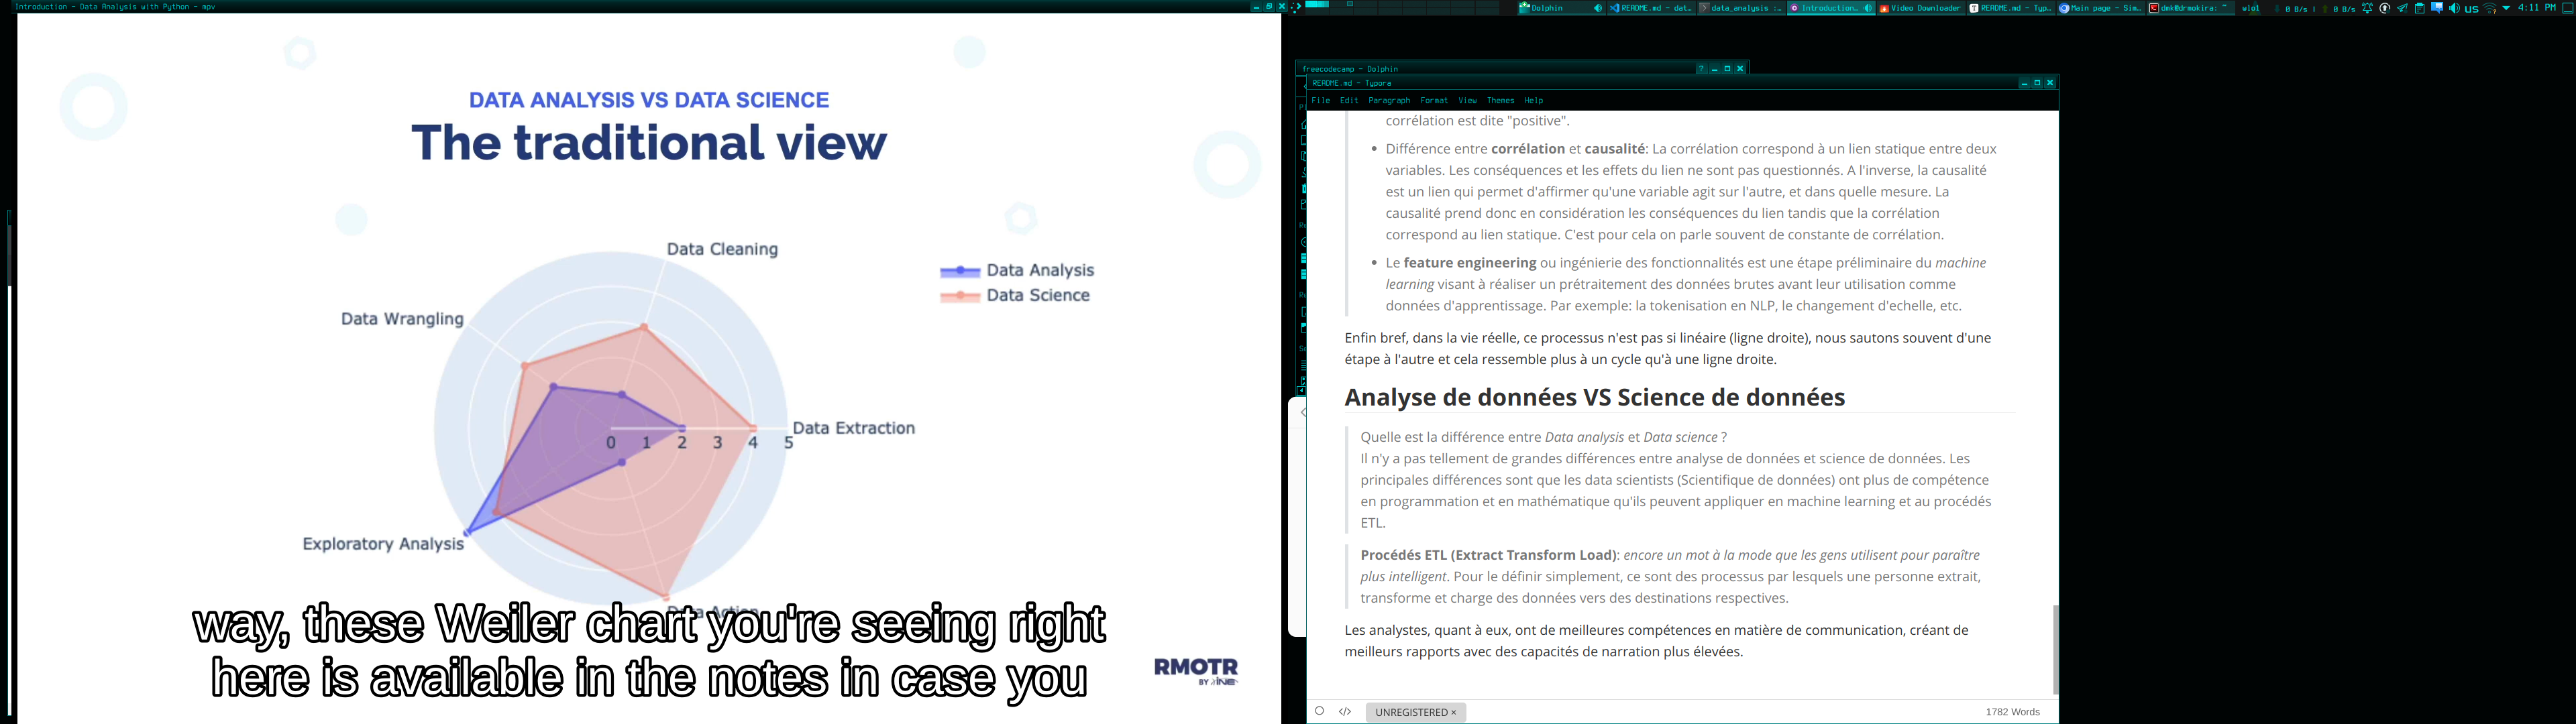 Introduction - Data Analysis with Python - mpv
Dolphin
README.md - dat…
data_analysis :…
Introduction…
Video Downloader
README.md - Typ…
Main page - Sim…
dmk@drmokira: ~
wlp1
0 B/s
0 B/s
us
4:11 PM
DATA ANALYSIS VS DATA SCIENCE
The traditional view
Data Cleaning
Data Analysis
Data Science
Data Wrangling
Data Extraction
0 1 2 3 4 5
Exploratory Analysis
Data Action
way, these Weiler chart you're seeing right
here is available in the notes in case you
RMOTR
BY INE
freecodecamp - Dolphin
README.md - Typora
File Edit Paragraph Format View Themes Help
corrélation est dite "positive".
• Différence entre corrélation et causalité: La corrélation correspond à un lien statique entre deux
variables. Les conséquences et les effets du lien ne sont pas questionnés. A l'inverse, la causalité
est un lien qui permet d'affirmer qu'une variable agit sur l'autre, et dans quelle mesure. La
causalité prend donc en considération les conséquences du lien tandis que la corrélation
correspond au lien statique. C'est pour cela on parle souvent de constante de corrélation.
• Le feature engineering ou ingénierie des fonctionnalités est une étape préliminaire du machine
learning visant à réaliser un prétraitement des données brutes avant leur utilisation comme
données d'apprentissage. Par exemple: la tokenisation en NLP, le changement d'echelle, etc.
Enfin bref, dans la vie réelle, ce processus n'est pas si linéaire (ligne droite), nous sautons souvent d'une
étape à l'autre et cela ressemble plus à un cycle qu'à une ligne droite.
Analyse de données VS Science de données
Quelle est la différence entre Data analysis et Data science ?
Il n'y a pas tellement de grandes différences entre analyse de données et science de données. Les
principales différences sont que les data scientists (Scientifique de données) ont plus de compétence
en programmation et en mathématique qu'ils peuvent appliquer en machine learning et au procédés
ETL.
Procédés ETL (Extract Transform Load): encore un mot à la mode que les gens utilisent pour paraître
plus intelligent. Pour le définir simplement, ce sont des processus par lesquels une personne extrait,
transforme et charge des données vers des destinations respectives.
Les analystes, quant à eux, ont de meilleures compétences en matière de communication, créant de
meilleurs rapports avec des capacités de narration plus élevées.
UNREGISTERED ×
1782 Words